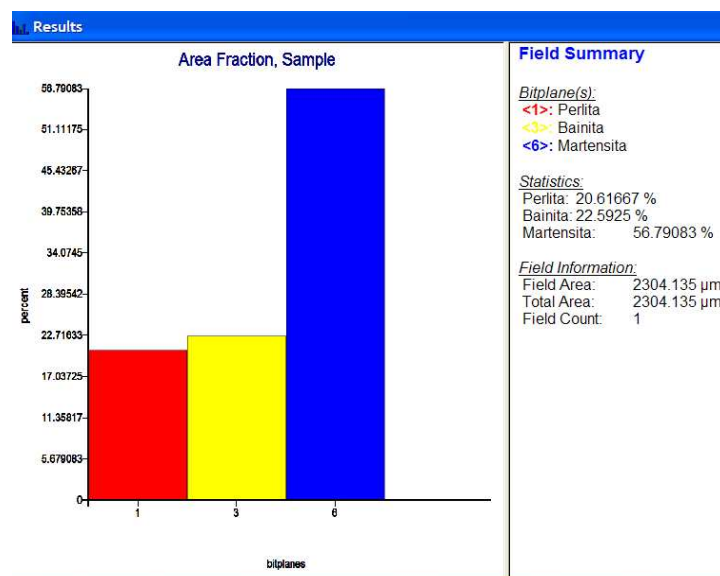 Results
Area Fraction, Sample
56.79083
51.11175
45.43267
39.75358
34.0745
28.39542
22.71633
17.03725
11.35817
5.679083
0
percent
1 3 6
bitplanes
Field Summary
Bitplane(s):
<1>: Perlita
<3>: Bainita
<6>: Martensita
Statistics:
Perlita: 20.61667 %
Bainita: 22.5925 %
Martensita: 56.79083 %
Field Information:
Field Area: 2304.135 µm
Total Area: 2304.135 µm
Field Count: 1